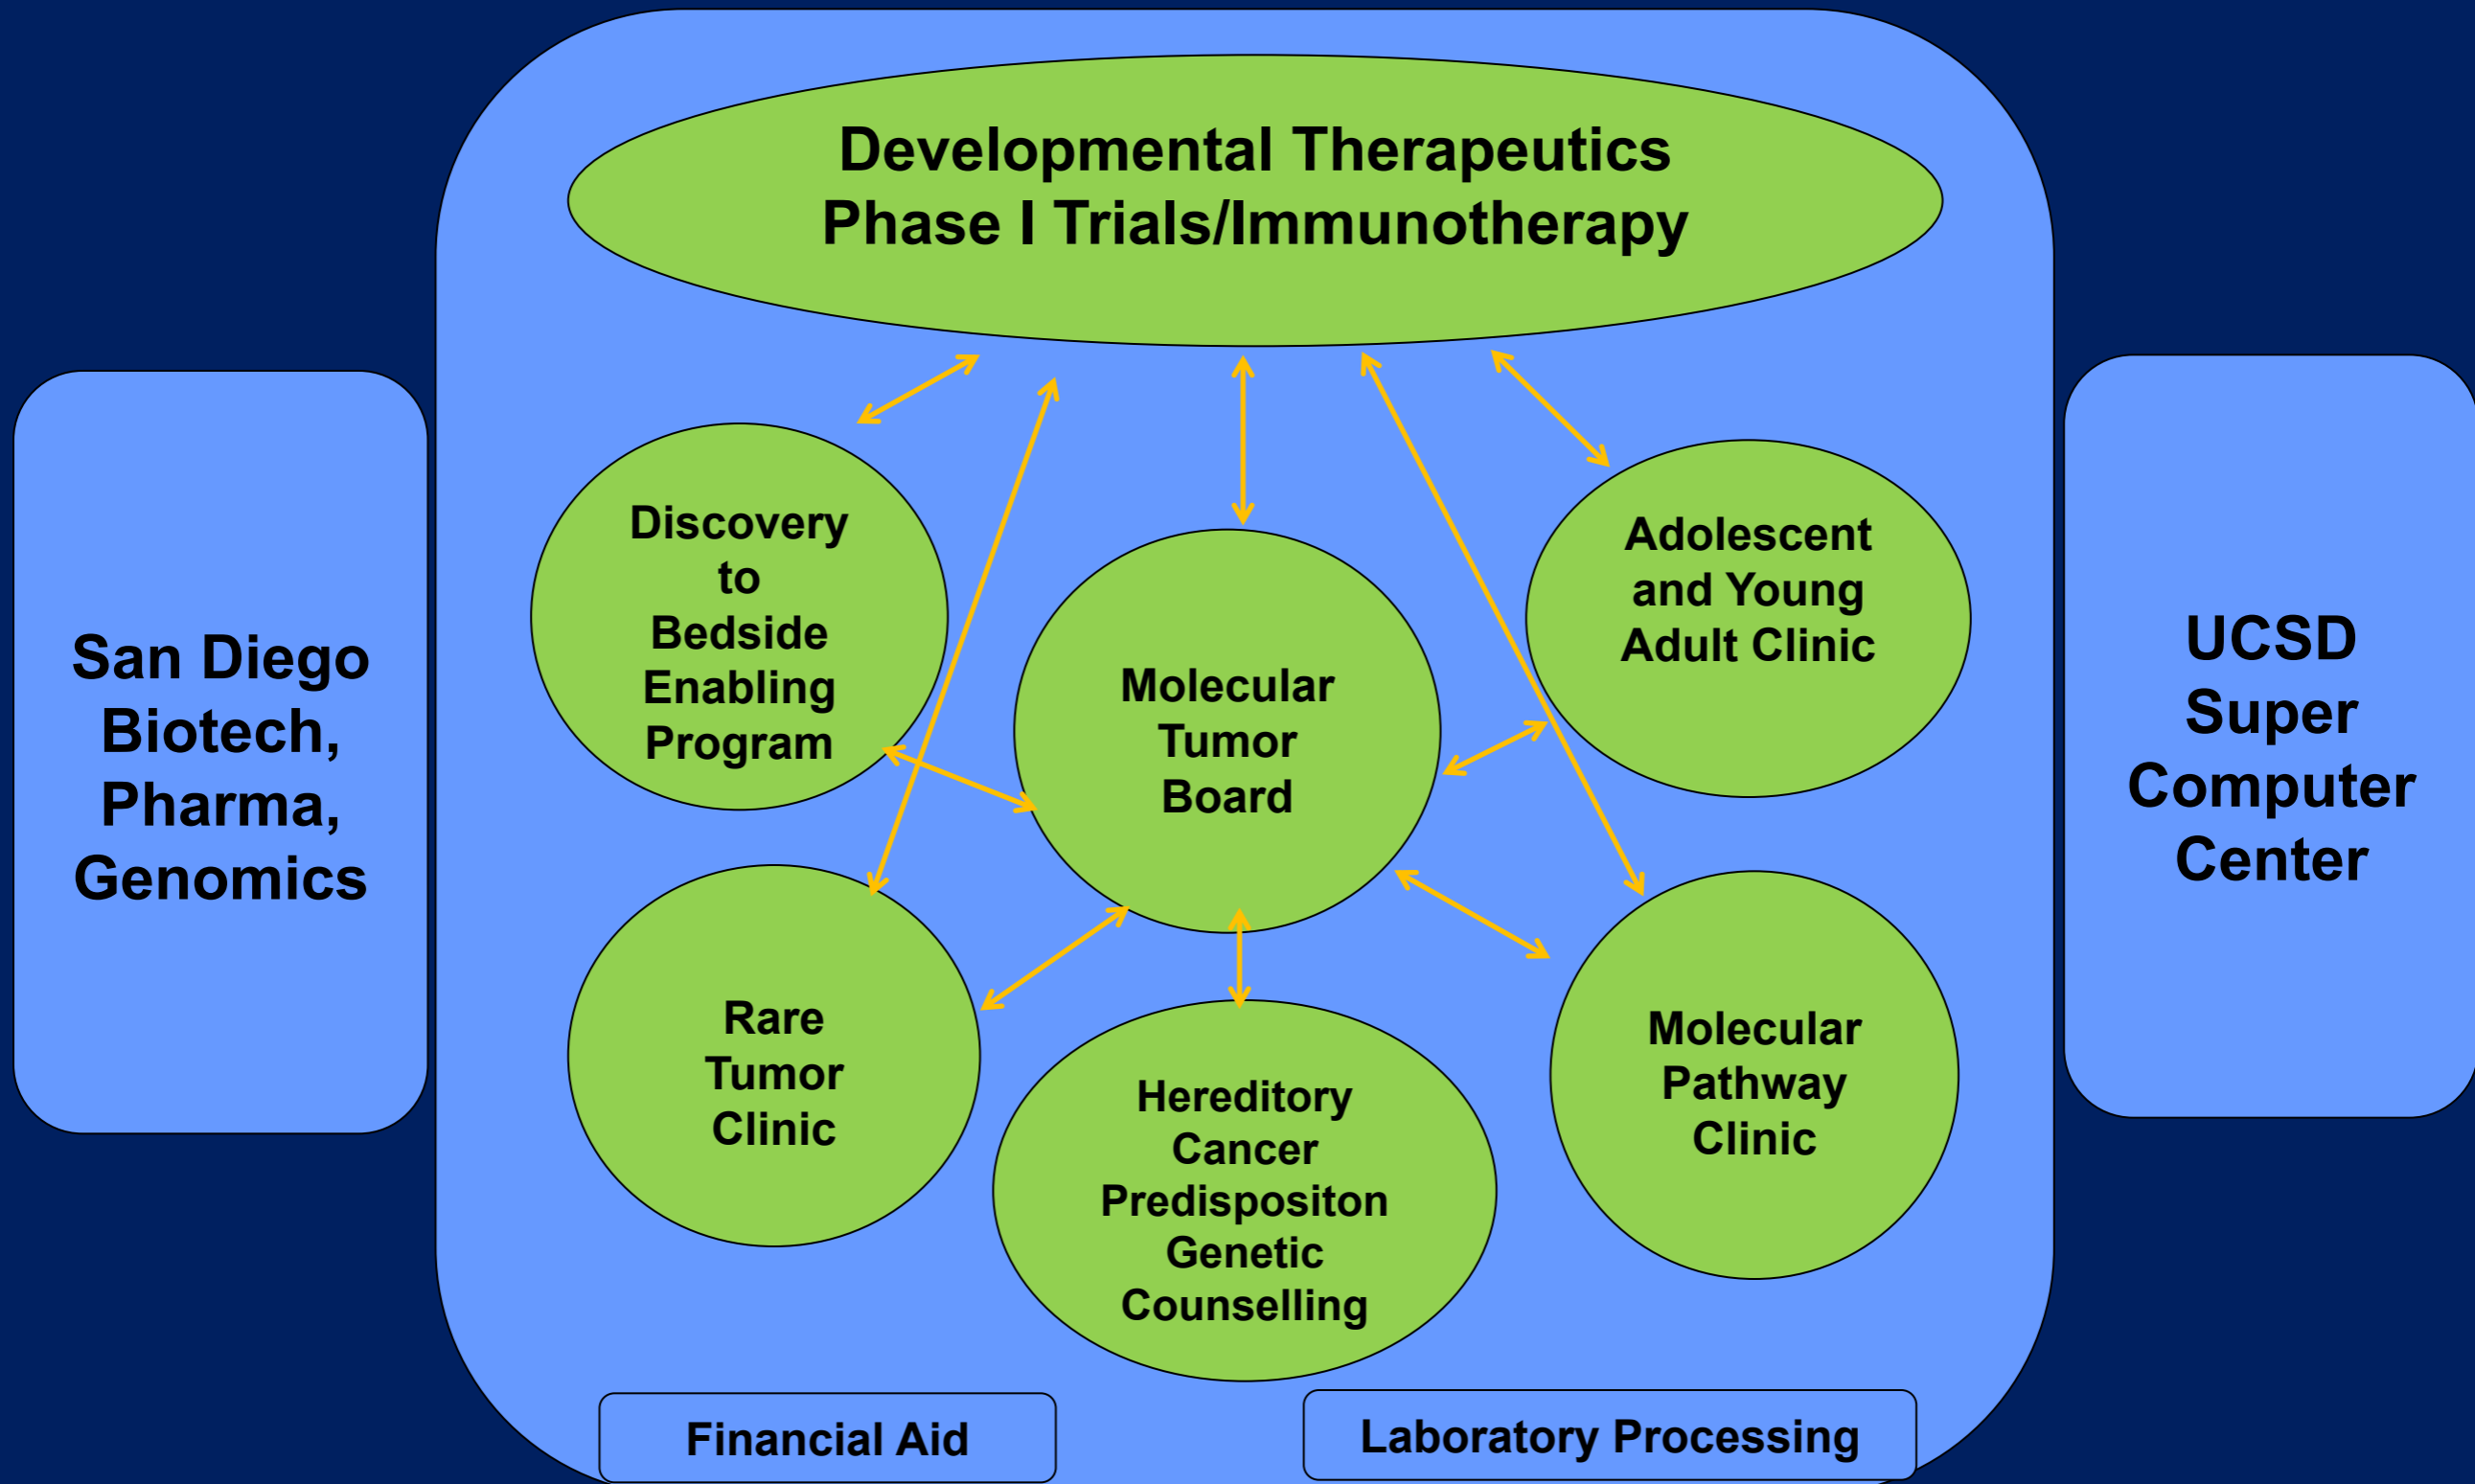 Developmental Therapeutics
Phase I Trials/Immunotherapy
San Diego
Biotech,
Pharma,
Genomics
Discovery
to
Bedside
Enabling
Program
Molecular
Tumor
Board
Adolescent
and Young
Adult Clinic
UCSD
Super
Computer
Center
Rare
Tumor
Clinic
Hereditory
Cancer
Predispositon
Genetic
Counselling
Molecular
Pathway
Clinic
Financial Aid
Laboratory Processing